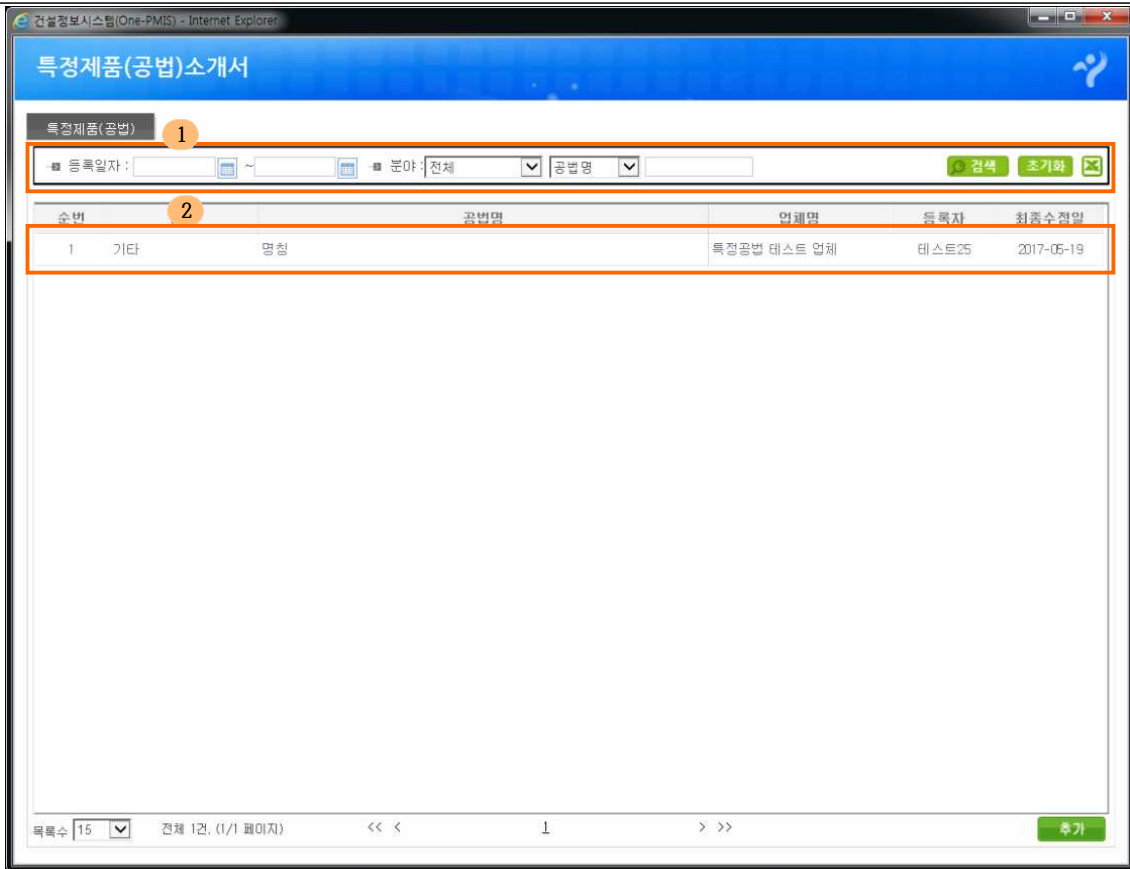 건설정보시스템(One-PMIS) - Internet Explorer
특정제품(공법)소개서
특정제품(공법)
1
등록일자 : ~ 분야 : 전체 공법명 검색 초기화
2
순번 공법명 업체명 등록자 최종수정일
1 기타 명칭 특정공법 테스트 업체 테스트25 2017-05-19
목록수 15 전체 1건, (1/1 페이지) << < 1 > >> 추가